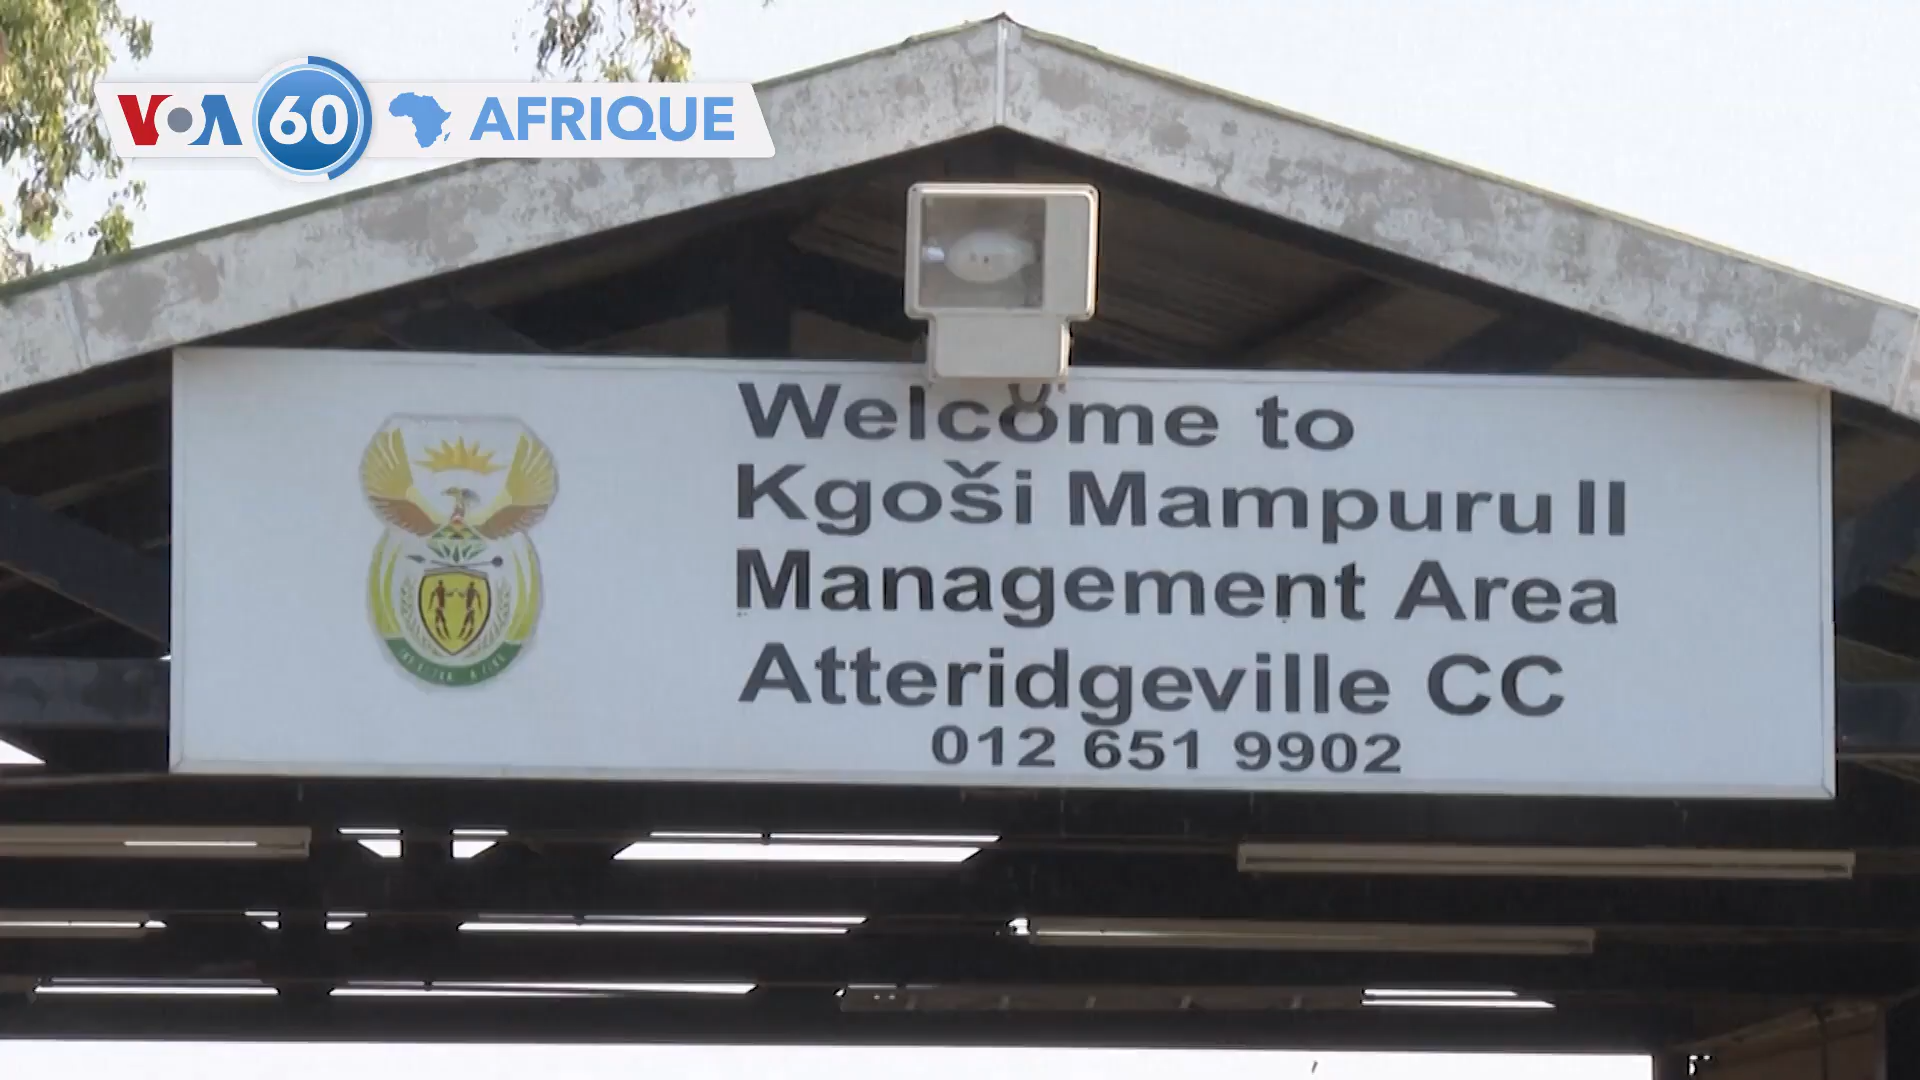 VOA 60 AFRIQUE
Welcome to
Kgoši Mampuru II
Management Area
Atteridgeville CC
012 651 9902